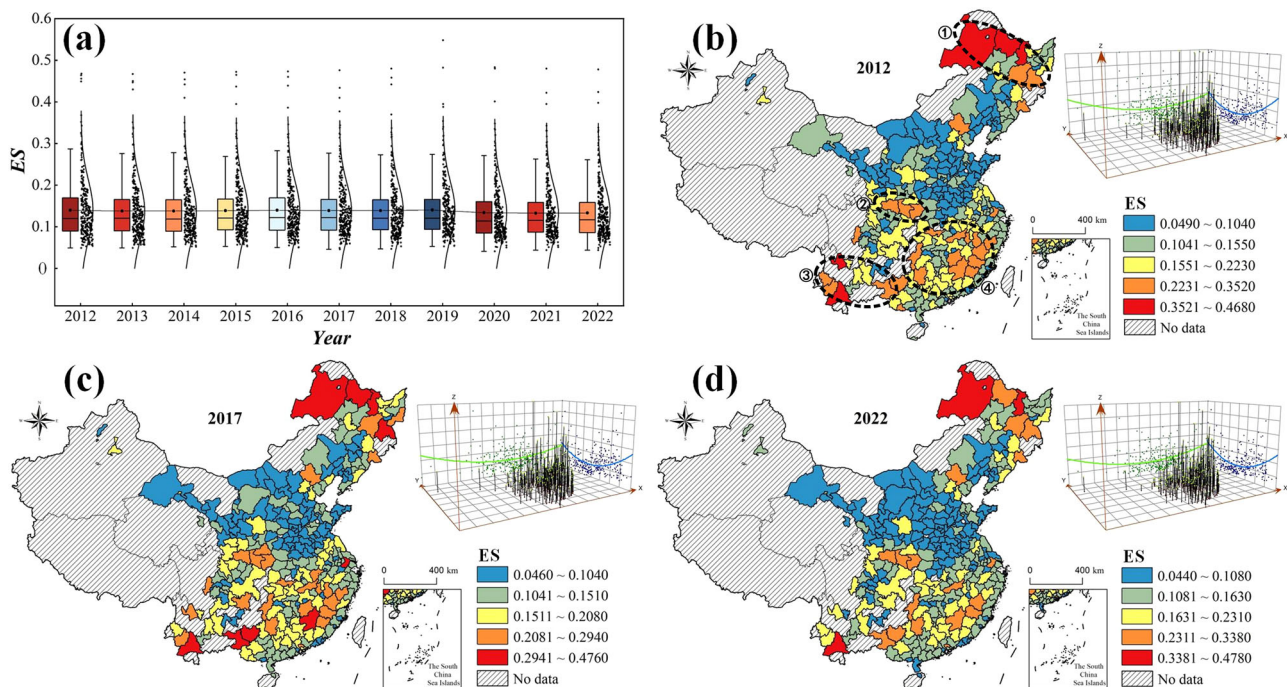 (a)
0.6
0.5
0.4
0.3
0.2
0.1
0
ES
2012 2013 2014 2015 2016 2017 2018 2019 2020 2021 2022
Year
(b)
2012
①
②
③
④
Z
Y
X
0 400 km
The South
China
Sea Islands
ES
0.0490 ~ 0.1040
0.1041 ~ 0.1550
0.1551 ~ 0.2230
0.2231 ~ 0.3520
0.3521 ~ 0.4680
No data
(c)
2017
Z
Y
X
0 400 km
The South
China
Sea Islands
ES
0.0460 ~ 0.1040
0.1041 ~ 0.1510
0.1511 ~ 0.2080
0.2081 ~ 0.2940
0.2941 ~ 0.4760
No data
(d)
2022
Z
Y
X
0 400 km
The South
China
Sea Islands
ES
0.0440 ~ 0.1080
0.1081 ~ 0.1630
0.1631 ~ 0.2310
0.2311 ~ 0.3380
0.3381 ~ 0.4780
No data